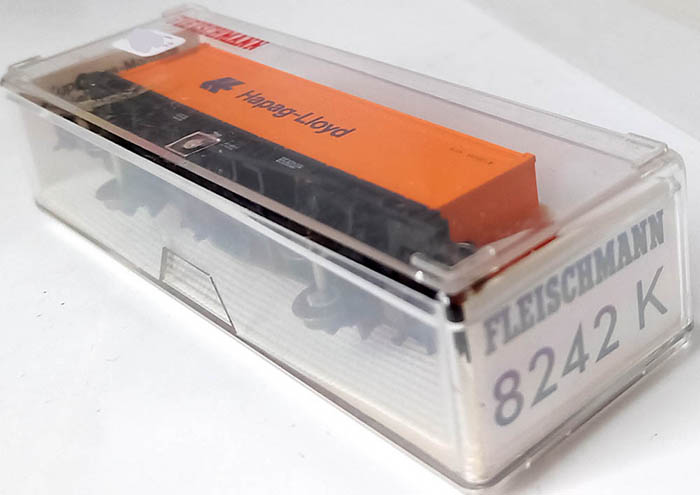 FLEISCHMANN
Hapag-Lloyd
FLEISCHMANN
8242 K